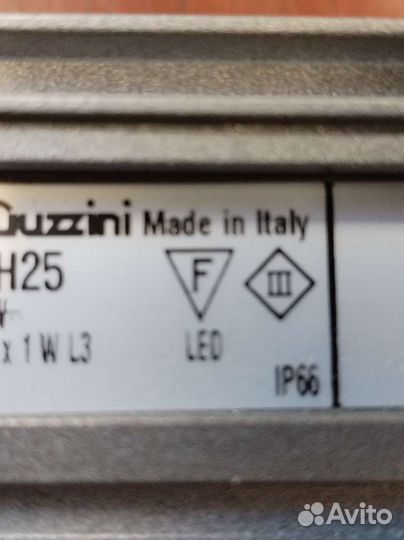 Guzzini Made in Italy
H25
F III
x 1 W L3
LED
IP66
Avito